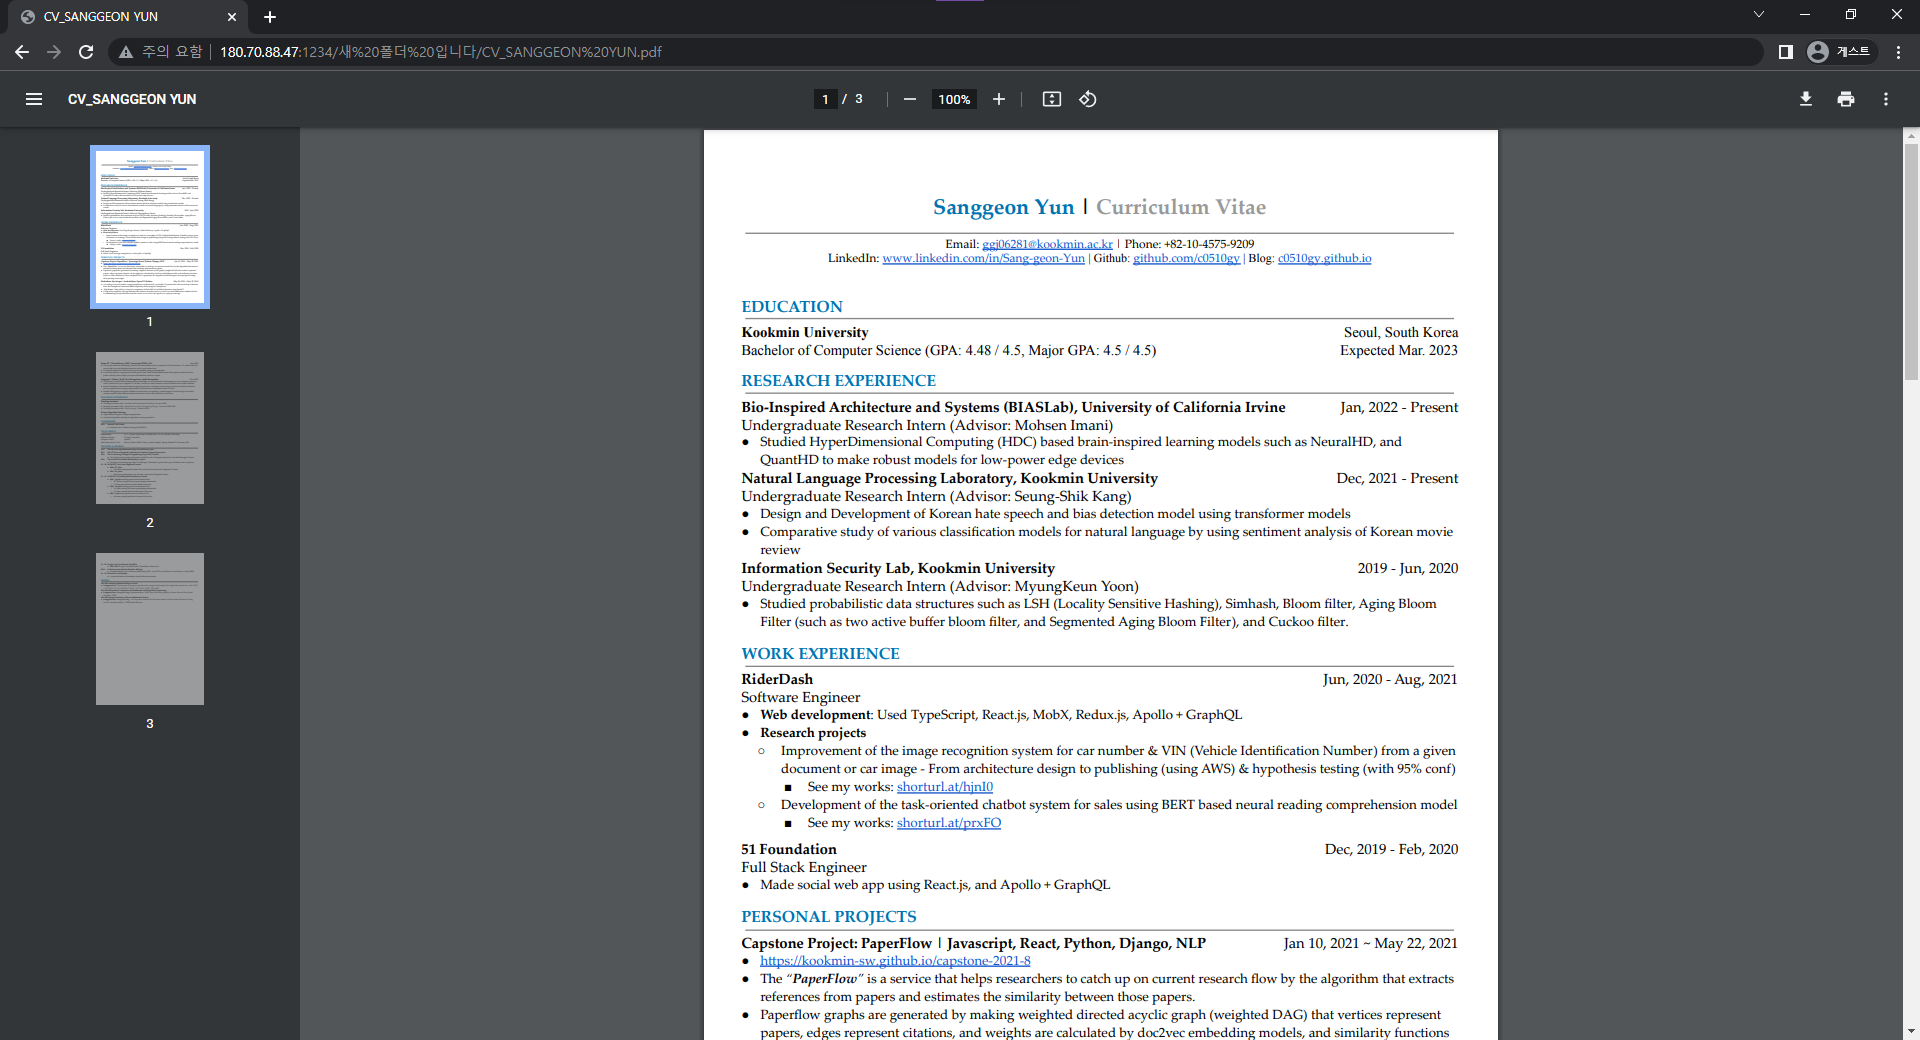 CV_SANGGEON YUN
주의 요함 180.70.88.47:1234/새%20폴더%20입니다/CV_SANGGEON%20YUN.pdf
게스트
CV_SANGGEON YUN
1 / 3
100%
1
2
3
Sanggeon Yun | Curriculum Vitae
Email: ggj06281@kookmin.ac.kr | Phone: +82-10-4575-9209
LinkedIn: www.linkedin.com/in/Sang-geon-Yun | Github: github.com/c0510gy | Blog: c0510gy.github.io
EDUCATION
Kookmin University Seoul, South Korea
Bachelor of Computer Science (GPA: 4.48 / 4.5, Major GPA: 4.5 / 4.5) Expected Mar. 2023
RESEARCH EXPERIENCE
Bio-Inspired Architecture and Systems (BIASLab), University of California Irvine Jan, 2022 - Present
Undergraduate Research Intern (Advisor: Mohsen Imani)
● Studied HyperDimensional Computing (HDC) based brain-inspired learning models such as NeuralHD, and
QuantHD to make robust models for low-power edge devices
Natural Language Processing Laboratory, Kookmin University Dec, 2021 - Present
Undergraduate Research Intern (Advisor: Seung-Shik Kang)
● Design and Development of Korean hate speech and bias detection model using transformer models
● Comparative study of various classification models for natural language by using sentiment analysis of Korean movie
review
Information Security Lab, Kookmin University 2019 - Jun, 2020
Undergraduate Research Intern (Advisor: MyungKeun Yoon)
● Studied probabilistic data structures such as LSH (Locality Sensitive Hashing), Simhash, Bloom filter, Aging Bloom
Filter (such as two active buffer bloom filter, and Segmented Aging Bloom Filter), and Cuckoo filter.
WORK EXPERIENCE
RiderDash Jun, 2020 - Aug, 2021
Software Engineer
● Web development: Used TypeScript, React.js, MobX, Redux.js, Apollo + GraphQL
● Research projects
○ Improvement of the image recognition system for car number & VIN (Vehicle Identification Number) from a given
document or car image - From architecture design to publishing (using AWS) & hypothesis testing (with 95% conf)
■ See my works: shorturl.at/hjnI0
○ Development of the task-oriented chatbot system for sales using BERT based neural reading comprehension model
■ See my works: shorturl.at/prxFO
51 Foundation Dec, 2019 - Feb, 2020
Full Stack Engineer
● Made social web app using React.js, and Apollo + GraphQL
PERSONAL PROJECTS
Capstone Project: PaperFlow | Javascript, React, Python, Django, NLP Jan 10, 2021 ~ May 22, 2021
● https://kookmin-sw.github.io/capstone-2021-8
● The “PaperFlow” is a service that helps researchers to catch up on current research flow by the algorithm that extracts
references from papers and estimates the similarity between those papers.
● Paperflow graphs are generated by making weighted directed acyclic graph (weighted DAG) that vertices represent
papers, edges represent citations, and weights are calculated by doc2vec embedding models, and similarity functions